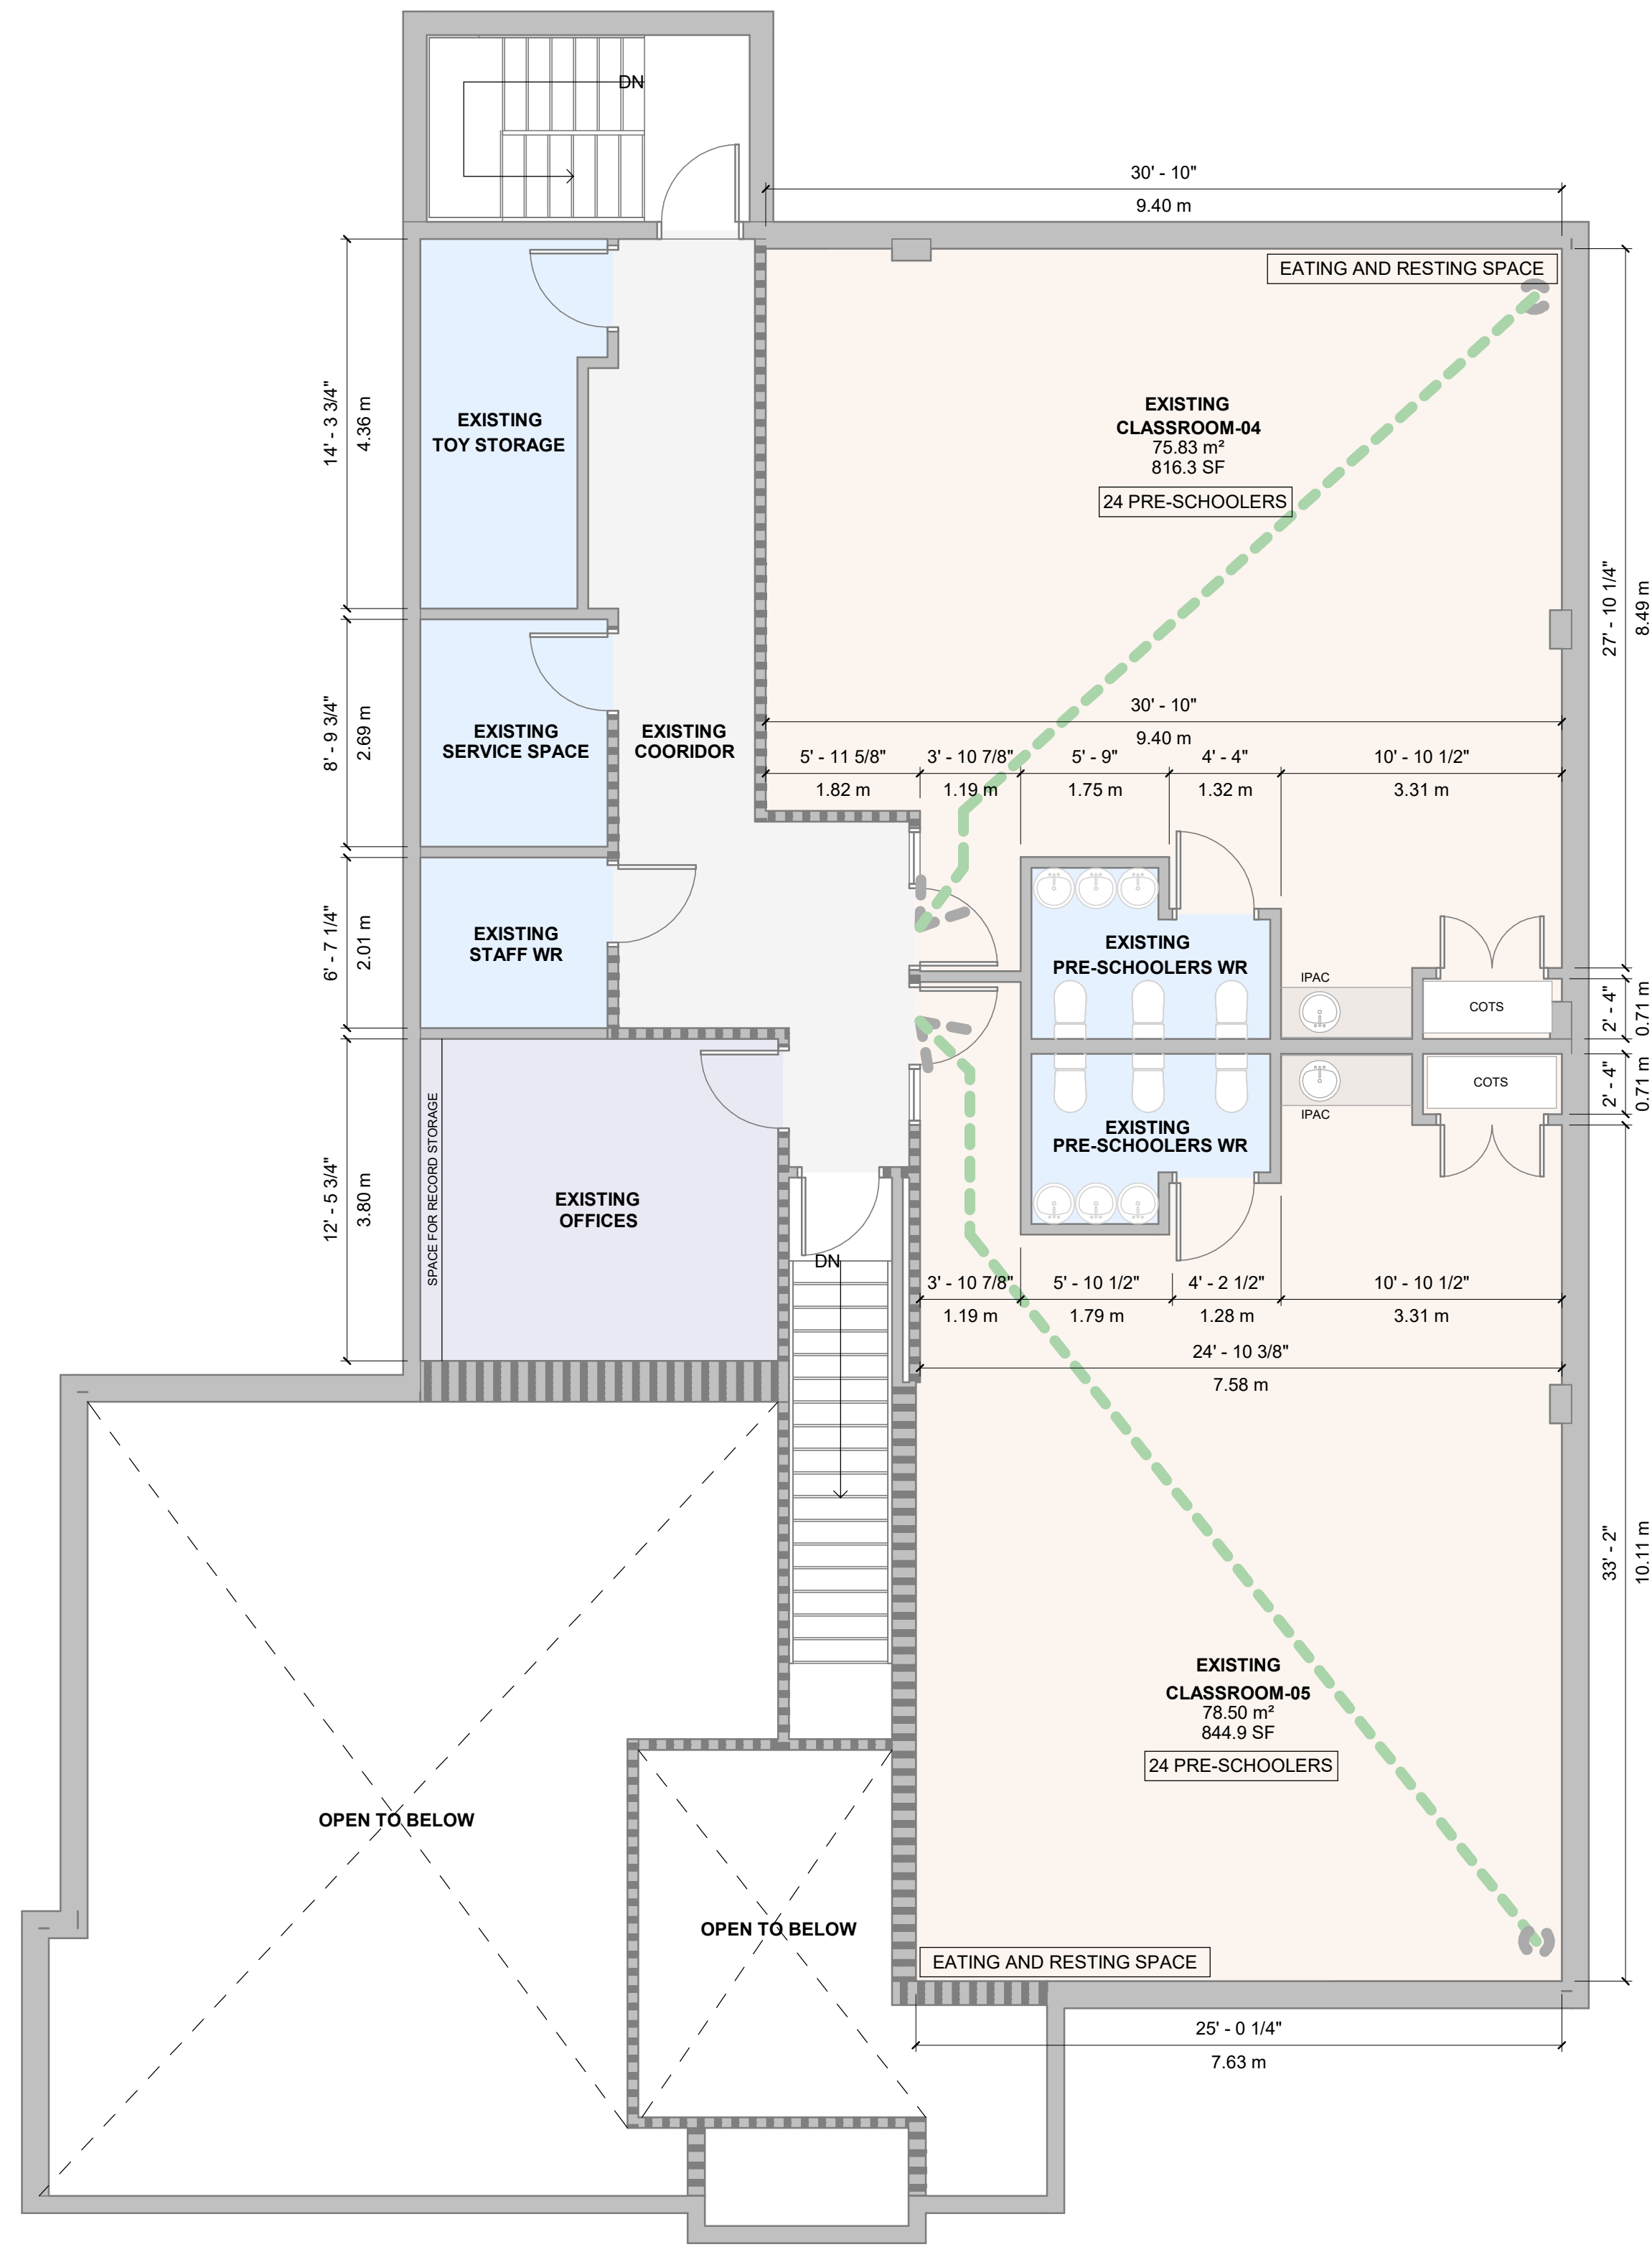 DN
30' - 10"
9.40 m
EATING AND RESTING SPACE
14' - 3 3/4"
4.36 m
EXISTING
TOY STORAGE
EXISTING
CLASSROOM-04
75.83 m²
816.3 SF
24 PRE-SCHOOLERS
27' - 10 1/4"
8.49 m
8' - 9 3/4"
2.69 m
EXISTING
SERVICE SPACE
EXISTING
COORIDOR
30' - 10"
9.40 m
5' - 11 5/8"
1.82 m
3' - 10 7/8"
1.19 m
5' - 9"
1.75 m
4' - 4"
1.32 m
10' - 10 1/2"
3.31 m
6' - 7 1/4"
2.01 m
EXISTING
STAFF WR
EXISTING
PRE-SCHOOLERS WR
IPAC
COTS
2' - 4"
0.71 m
EXISTING
PRE-SCHOOLERS WR
IPAC
COTS
2' - 4"
0.71 m
12' - 5 3/4"
3.80 m
SPACE FOR RECORD STORAGE
EXISTING
OFFICES
DN
3' - 10 7/8"
1.19 m
5' - 10 1/2"
1.79 m
4' - 2 1/2"
1.28 m
10' - 10 1/2"
3.31 m
24' - 10 3/8"
7.58 m
33' - 2"
10.11 m
EXISTING
CLASSROOM-05
78.50 m²
844.9 SF
24 PRE-SCHOOLERS
OPEN TO BELOW
OPEN TO BELOW
EATING AND RESTING SPACE
25' - 0 1/4"
7.63 m